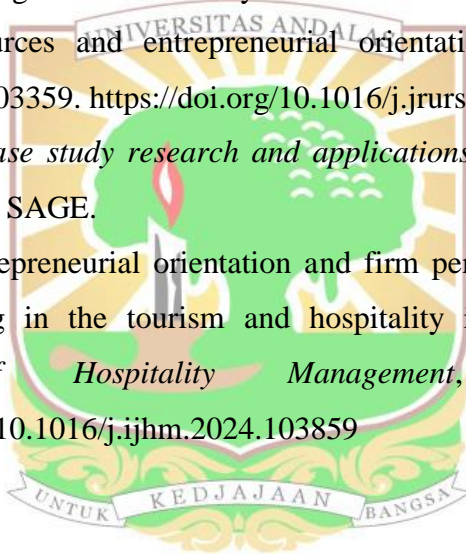 UNIVERSITAS ANDALAS
urces and entrepreneurial orientati
03359. https://doi.org/10.1016/j.jrurs
ase study research and applications
SAGE.
epreneurial orientation and firm per
g in the tourism and hospitality i
f Hospitality Management,
10.1016/j.ijhm.2024.103859
UNTUK KEDJAJAAN BANGSA